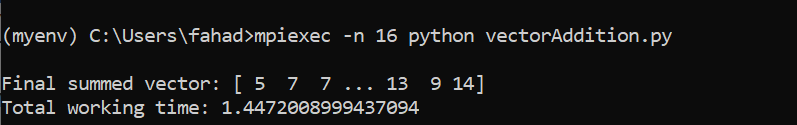 (myenv) C:\Users\fahad>mpiexec -n 16 python vectorAddition.py
Final summed vector: [ 5  7  7 ... 13  9 14]
Total working time: 1.4472008999437094